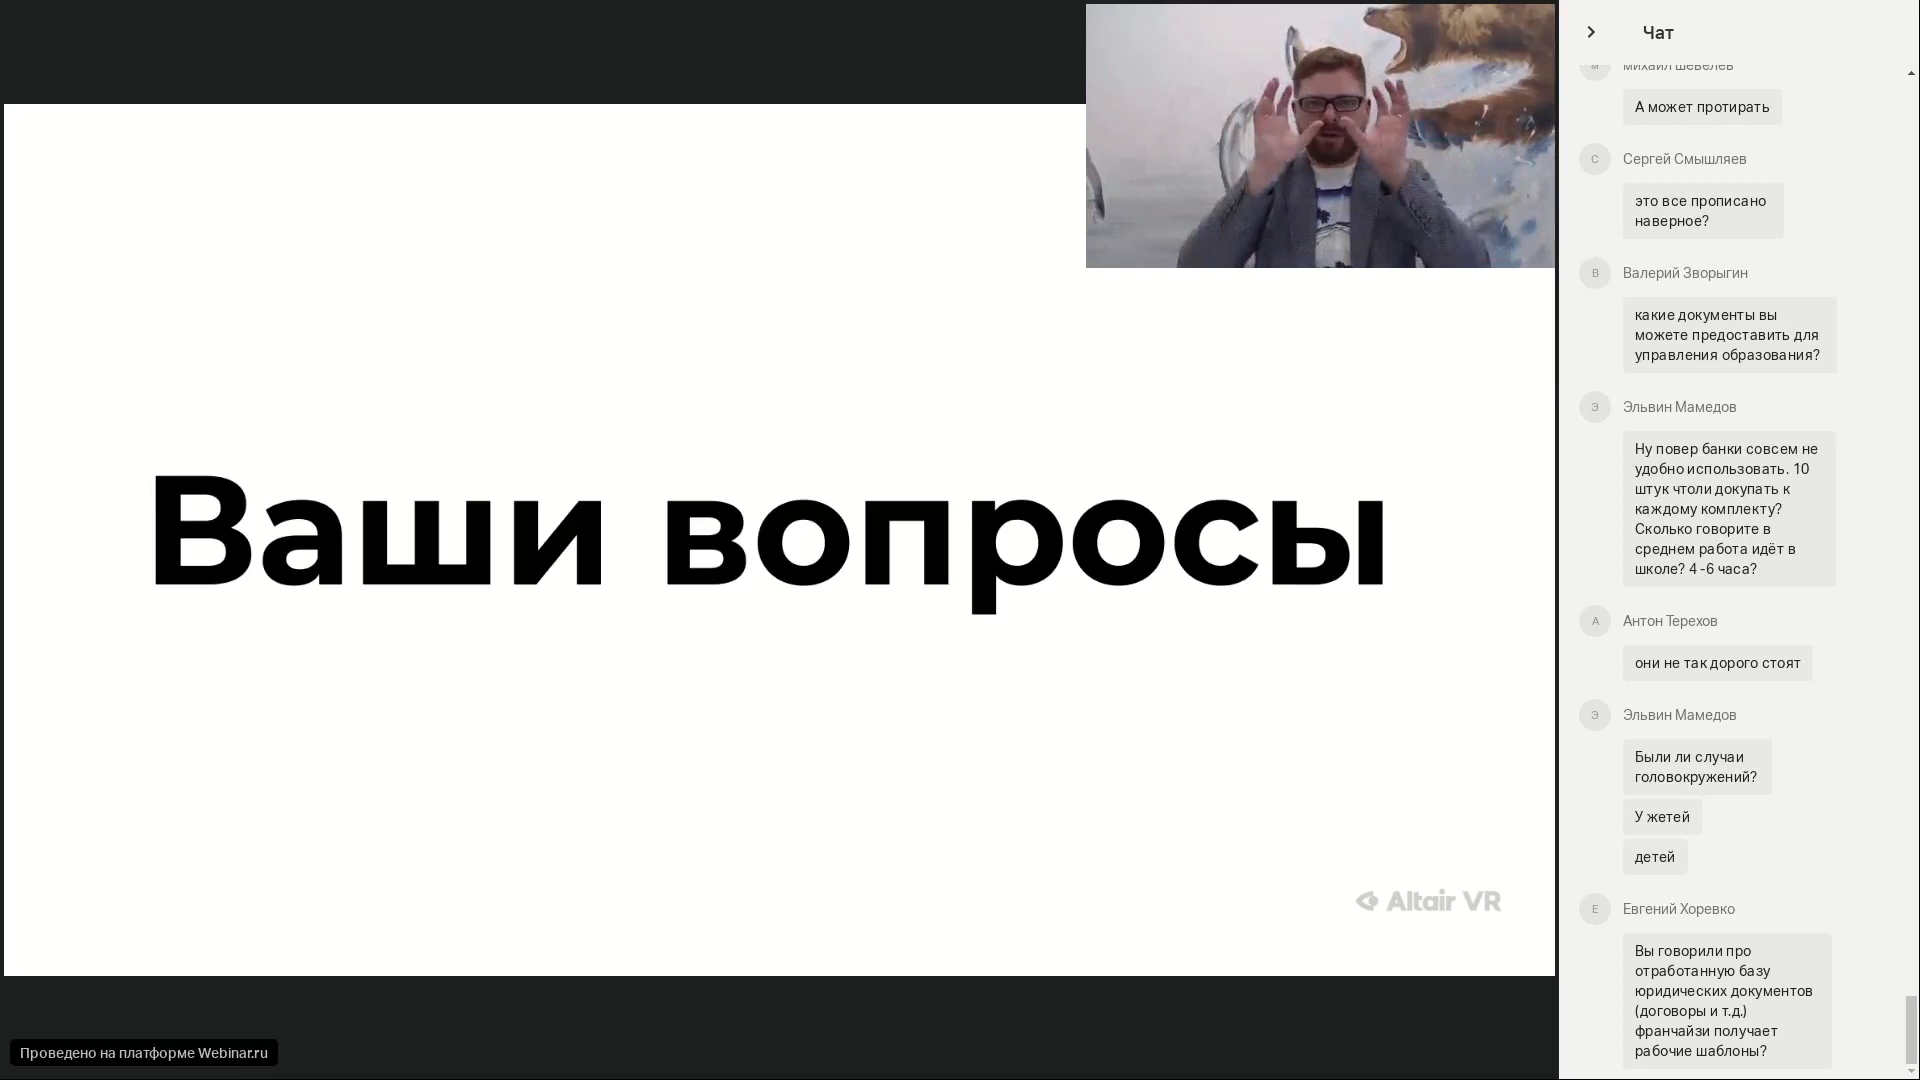 Ваши вопросы
Altair VR
Проведено на платформе Webinar.ru
Чат
М
Михаил Шевелев
А может протирать
С
Сергей Смышляев
это все прописано
наверное?
В
Валерий Зворыгин
какие документы вы
можете предоставить для
управления образования?
Э
Эльвин Мамедов
Ну повер банки совсем не
удобно использовать. 10
штук чтоли докупать к
каждому комплекту?
Сколько говорите в
среднем работа идёт в
школе? 4 -6 часа?
А
Антон Терехов
они не так дорого стоят
Э
Эльвин Мамедов
Были ли случаи
головокружений?
У жетей
детей
Е
Евгений Хоревко
Вы говорили про
отработанную базу
юридических документов
(договоры и т.д.)
франчайзи получает
рабочие шаблоны?